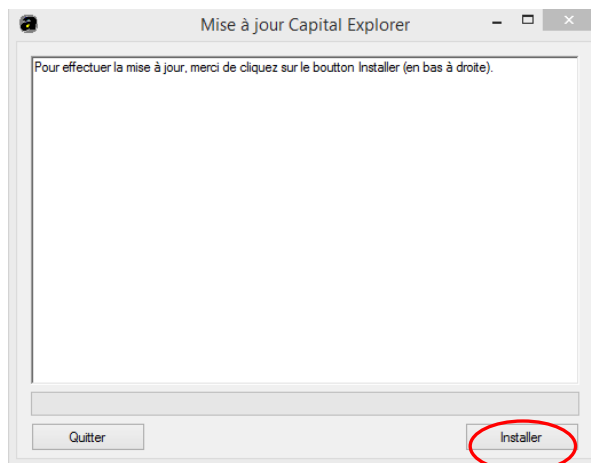 Mise à jour Capital Explorer
Pour effectuer la mise à jour, merci de cliquez sur le boutton Installer (en bas à droite).
Quitter
Installer